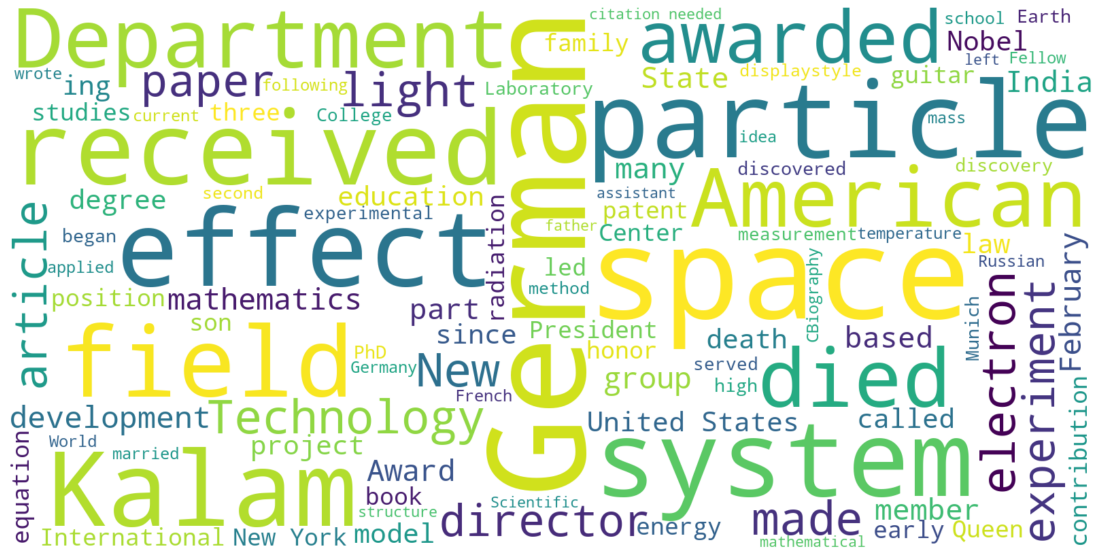 Department
citation needed
awarded
school
Earth
Nobel
wrote
ing
paper
following
light
family
State
displaystyle
left
Fellow
guitar
India
studies
current
three
College
Laboratory
German
particle
mass
received
idea
many
discovered
discovery
degree
second
education
assistant
American
article
began
effect
experimental
radiation
father
patent
Center
measurement
temperature
law
applied
space
Russian
February
position
mathematics
part
led
method
CBiography
Munich
electron
experiment
son
since
President
death
based
field
PhD
Germany
New
honor
served
high
died
group
French
development
Technology
United States
called
contribution
equation
World
married
project
system
Kalam
Award
book
structure
Scientific
director
energy
made
member
early
Queen
International
New York
model
mathematical